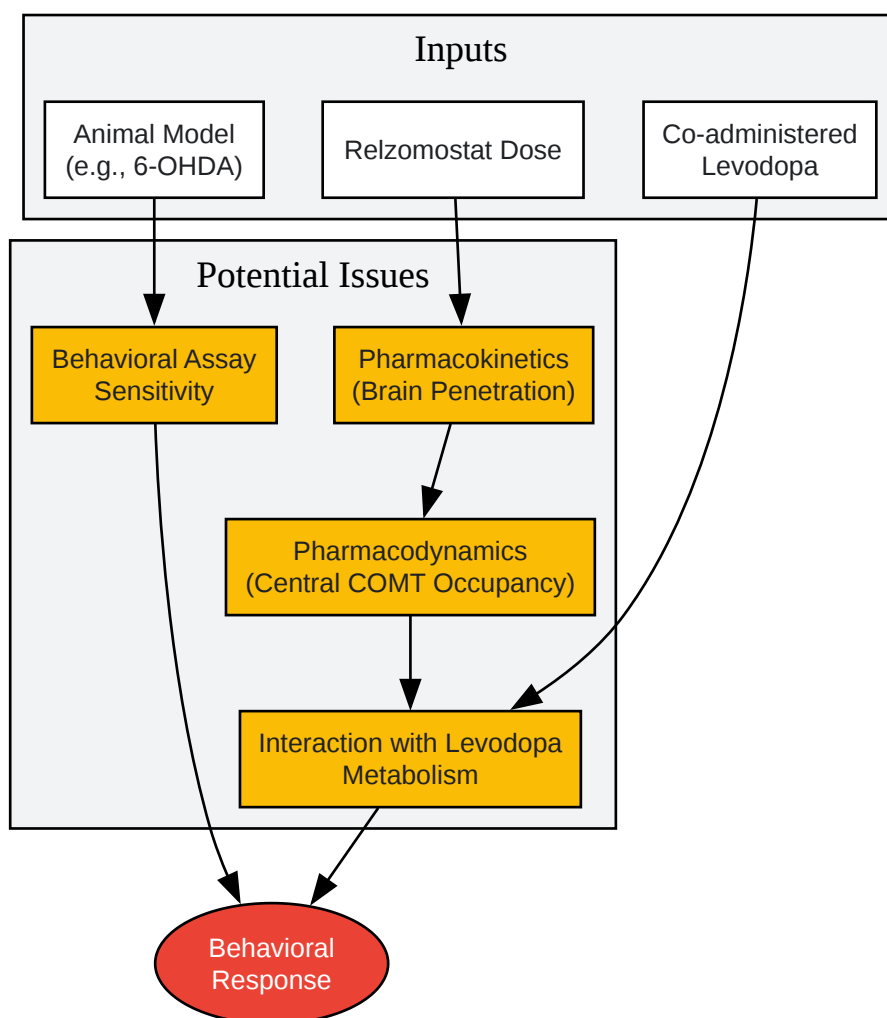 Inputs
Animal Model
(e.g., 6-OHDA)
Relzomostat Dose
Co-administered
Levodopa
Potential Issues
Behavioral Assay
Sensitivity
Pharmacokinetics
(Brain Penetration)
Pharmacodynamics
(Central COMT Occupancy)
Interaction with Levodopa
Metabolism
Behavioral
Response